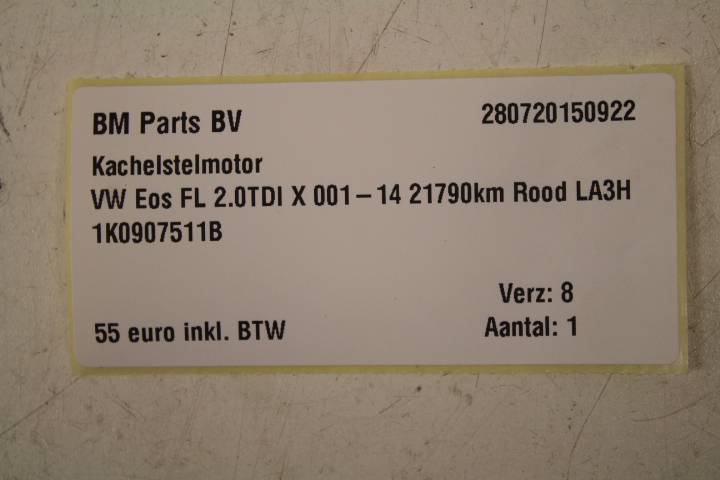 BM Parts BV 280720150922
Kachelstelmotor
VW Eos FL 2.0TDI X 001-14 21790km Rood LA3H
1K0907511B
Verz: 8
55 euro inkl. BTW Aantal: 1